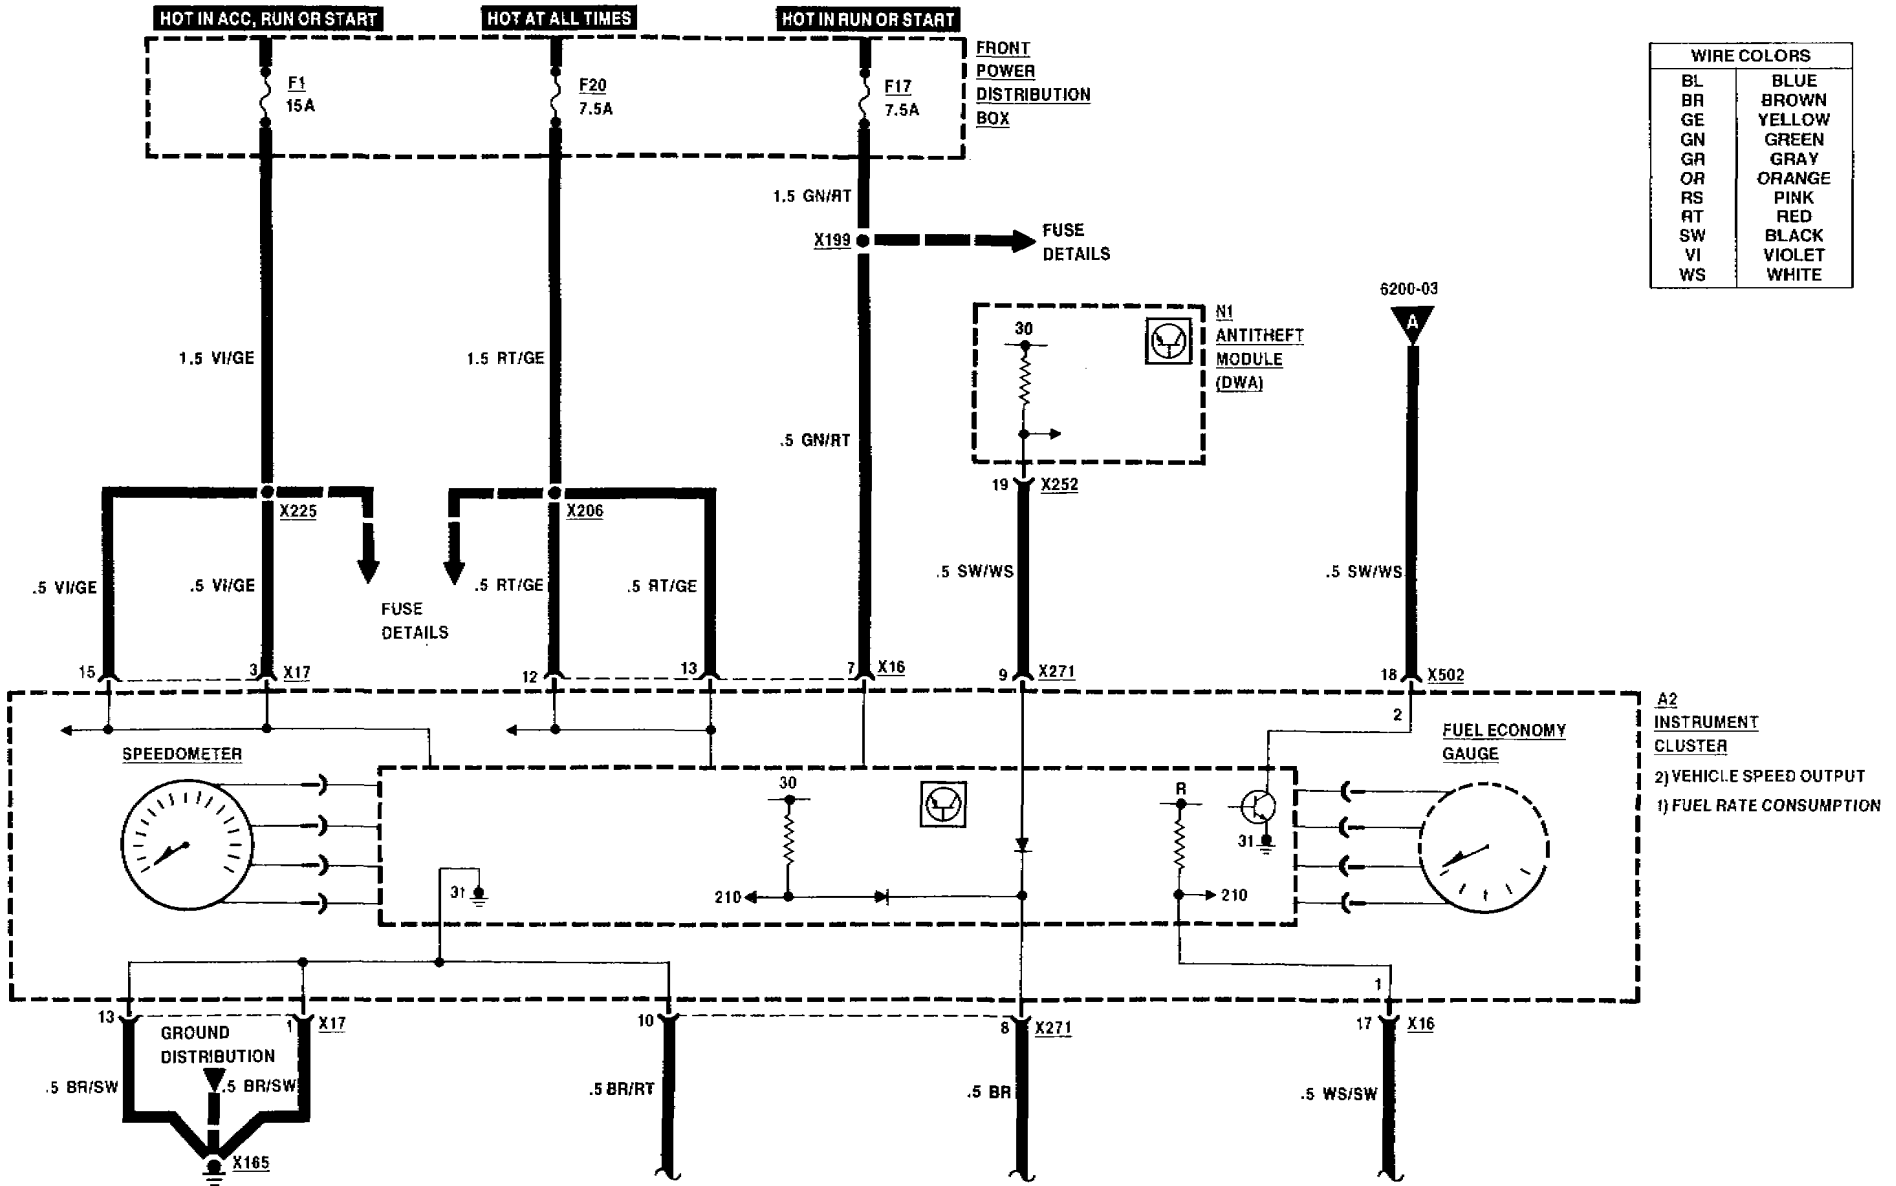 HOT IN ACC, RUN OR START
HOT AT ALL TIMES
HOT IN RUN OR START
F1
15A
F20
7.5A
F17
7.5A
FRONT
POWER
DISTRIBUTION
BOX
WIRE COLORS
BL BLUE
BR BROWN
GE YELLOW
GN GREEN
GR GRAY
OR ORANGE
RS PINK
RT RED
SW BLACK
VI VIOLET
WS WHITE
1.5 GN/RT
X199
FUSE
DETAILS
6200-03
A
30
N1
ANTITHEFT
MODULE
(DWA)
1.5 VI/GE
1.5 RT/GE
.5 GN/RT
19
X252
X225
X206
.5 VI/GE
.5 VI/GE
FUSE
DETAILS
.5 RT/GE
.5 RT/GE
.5 SW/WS
.5 SW/WS
15
3
X17
12
13
7
X16
9
X271
18
X502
2
A2
INSTRUMENT
CLUSTER
2) VEHICLE SPEED OUTPUT
1) FUEL RATE CONSUMPTION
SPEEDOMETER
FUEL ECONOMY
GAUGE
30
R
31
31
210
210
1
13
1
X17
10
8
X271
17
X16
GROUND
DISTRIBUTION
.5 BR/SW
.5 BR/SW
.5 BR/RT
.5 BR
.5 WS/SW
X165